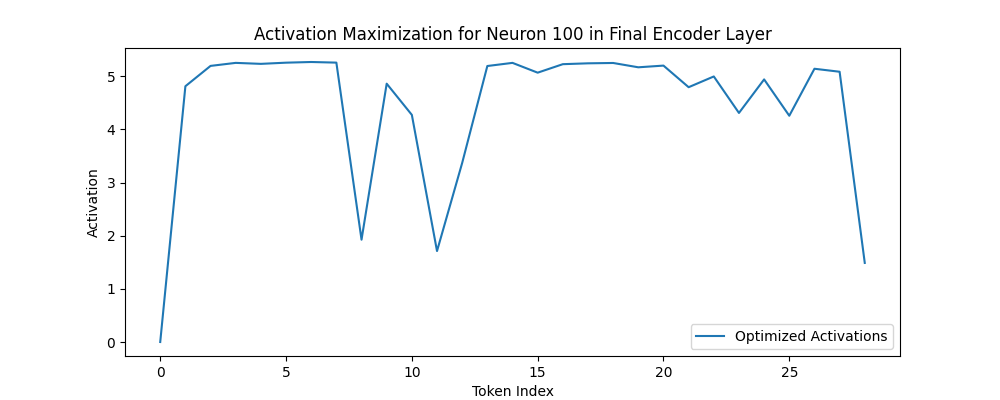 Activation Maximization for Neuron 100 in Final Encoder Layer
5
4
3
2
1
0
Activation
Optimized Activations
0 5 10 15 20 25
Token Index